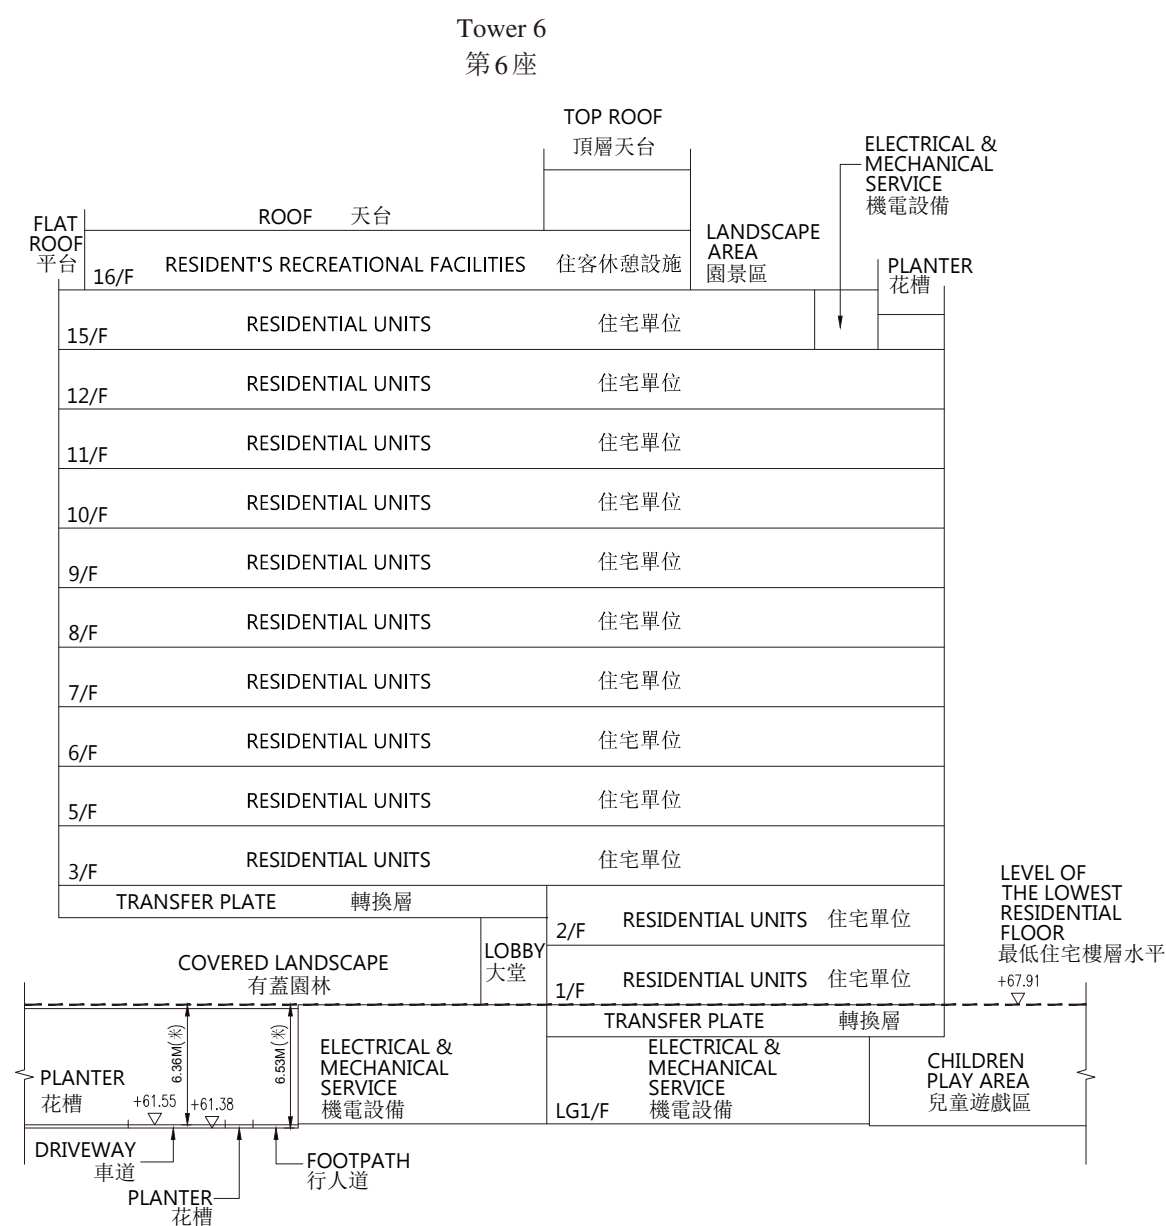 Tower 6
第6座
TOP ROOF
頂層天台
ELECTRICAL &
MECHANICAL
SERVICE
機電設備
FLAT
ROOF
平台
ROOF 天台
LANDSCAPE
AREA
園景區
PLANTER
花槽
16/F RESIDENT'S RECREATIONAL FACILITIES 住客休憩設施
15/F RESIDENTIAL UNITS 住宅單位
12/F RESIDENTIAL UNITS 住宅單位
11/F RESIDENTIAL UNITS 住宅單位
10/F RESIDENTIAL UNITS 住宅單位
9/F RESIDENTIAL UNITS 住宅單位
8/F RESIDENTIAL UNITS 住宅單位
7/F RESIDENTIAL UNITS 住宅單位
6/F RESIDENTIAL UNITS 住宅單位
5/F RESIDENTIAL UNITS 住宅單位
3/F RESIDENTIAL UNITS 住宅單位
TRANSFER PLATE 轉換層
2/F RESIDENTIAL UNITS 住宅單位
LEVEL OF
THE LOWEST
RESIDENTIAL
FLOOR
最低住宅樓層水平
+67.91
LOBBY
大堂
COVERED LANDSCAPE
有蓋園林
1/F RESIDENTIAL UNITS 住宅單位
TRANSFER PLATE 轉換層
6.36M(米)
6.53M(米)
PLANTER
花槽
+61.55
+61.38
ELECTRICAL &
MECHANICAL
SERVICE
機電設備
LG1/F
ELECTRICAL &
MECHANICAL
SERVICE
機電設備
CHILDREN
PLAY AREA
兒童遊戲區
DRIVEWAY
車道
PLANTER
花槽
FOOTPATH
行人道